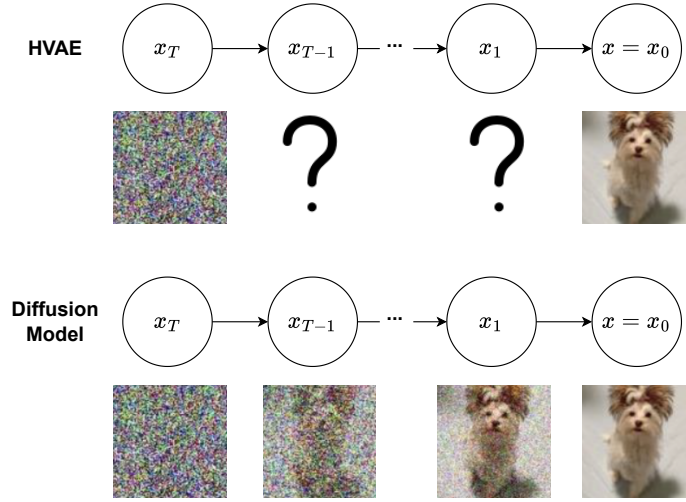 HVAE
x_T
x_{T-1}
...
x_1
x = x_0
?
?
Diffusion
Model
x_T
x_{T-1}
...
x_1
x = x_0